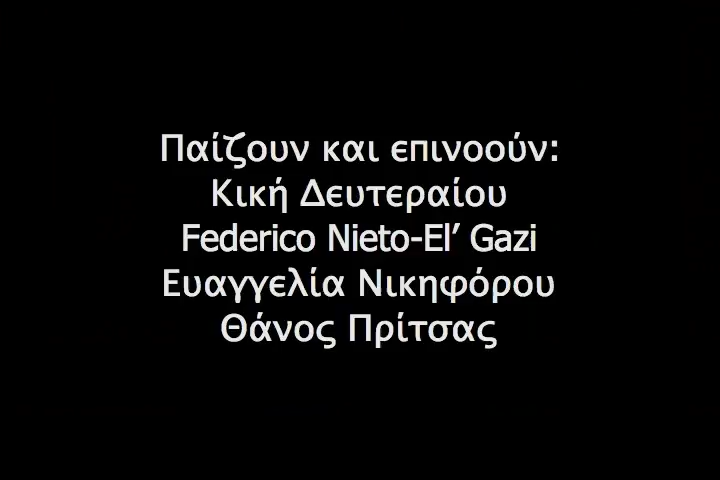 Παίζουν και επινοούν:
Κική Δευτεραίου
Federico Nieto-El’ Gazi
Ευαγγελία Νικηφόρου
Θάνος Πρίτσας